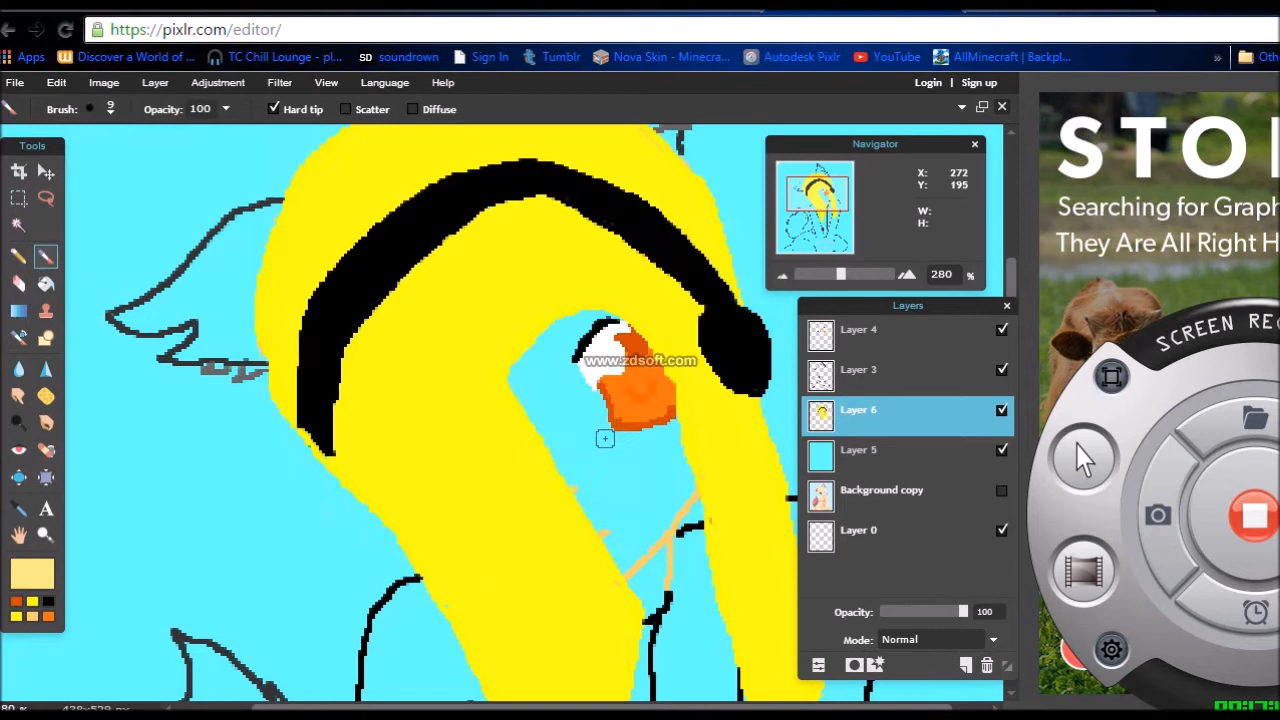 https://pixlr.com/editor/
Apps Discover a World of ... TC Chill Lounge - pl... SD soundrown Sign In Tumblr Nova Skin - Minecra... Autodesk Pixlr YouTube AllMinecraft | Backpl... » Oth
File Edit Image Layer Adjustment Filter View Language Help Login | Sign up
Brush: 9 Opacity: 100 Hard tip Scatter Diffuse
Tools
Navigator
X: 272
Y: 195
W:
H:
280 %
Layers
Layer 4
Layer 3
Layer 6
Layer 5
Background copy
Layer 0
Opacity: 100
Mode: Normal
www.zdsoft.com
STO
Searching for Graph
They Are All Right H
SCREEN REC